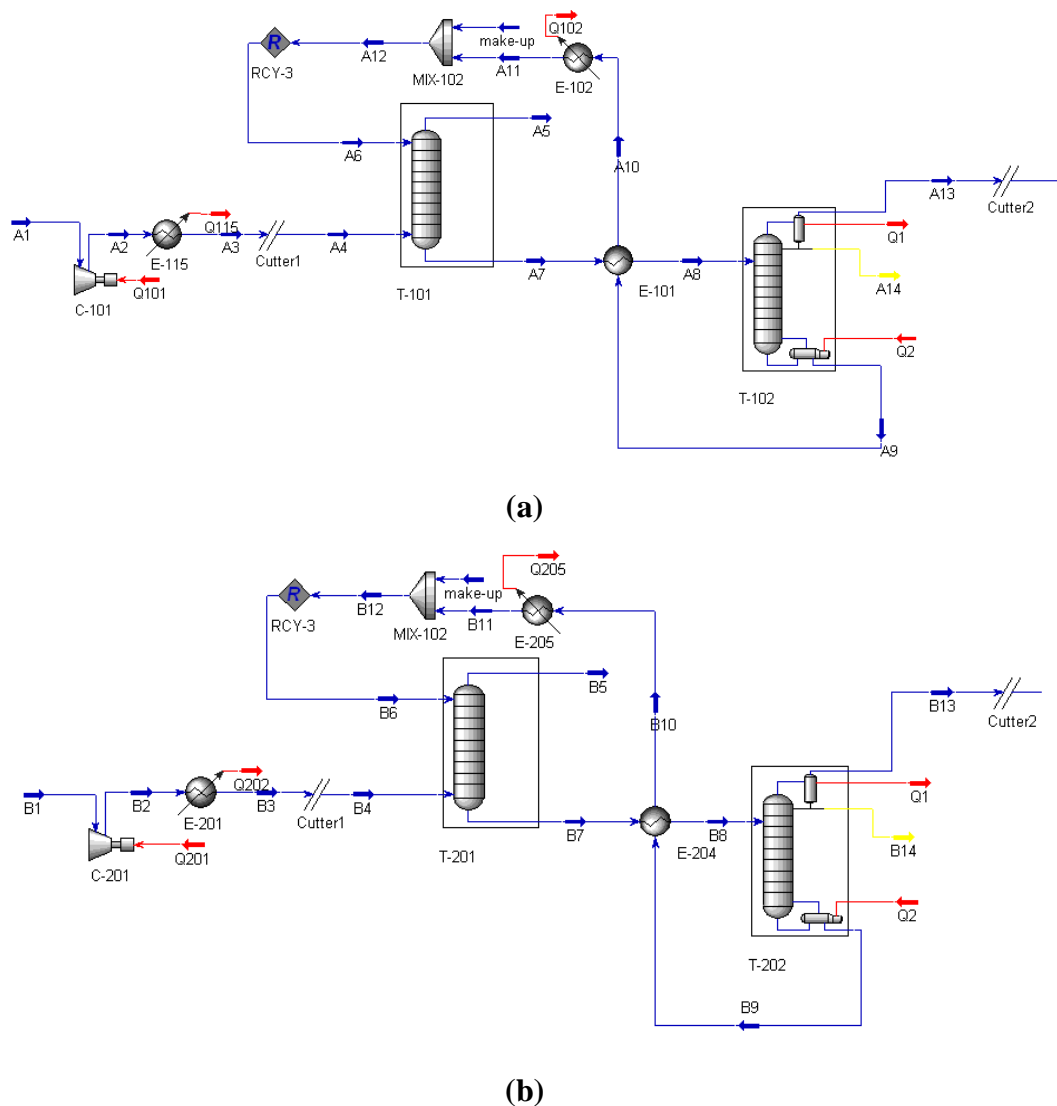 Q102
make-up
A12
A11
R
RCY-3
MIX-102
E-102
A5
A6
A10
A13
Cutter2
A1
A2
Q115
A3
A4
Q1
E-115
Cutter1
A7
A8
A14
C-101
Q101
T-101
E-101
Q2
T-102
A9
(a)
Q205
make-up
B12
B11
R
RCY-3
MIX-102
E-205
B5
B6
B10
B13
Cutter2
B1
B2
Q202
B3
B4
Q1
E-201
Cutter1
B7
B8
B14
C-201
Q201
T-201
E-204
Q2
T-202
B9
(b)